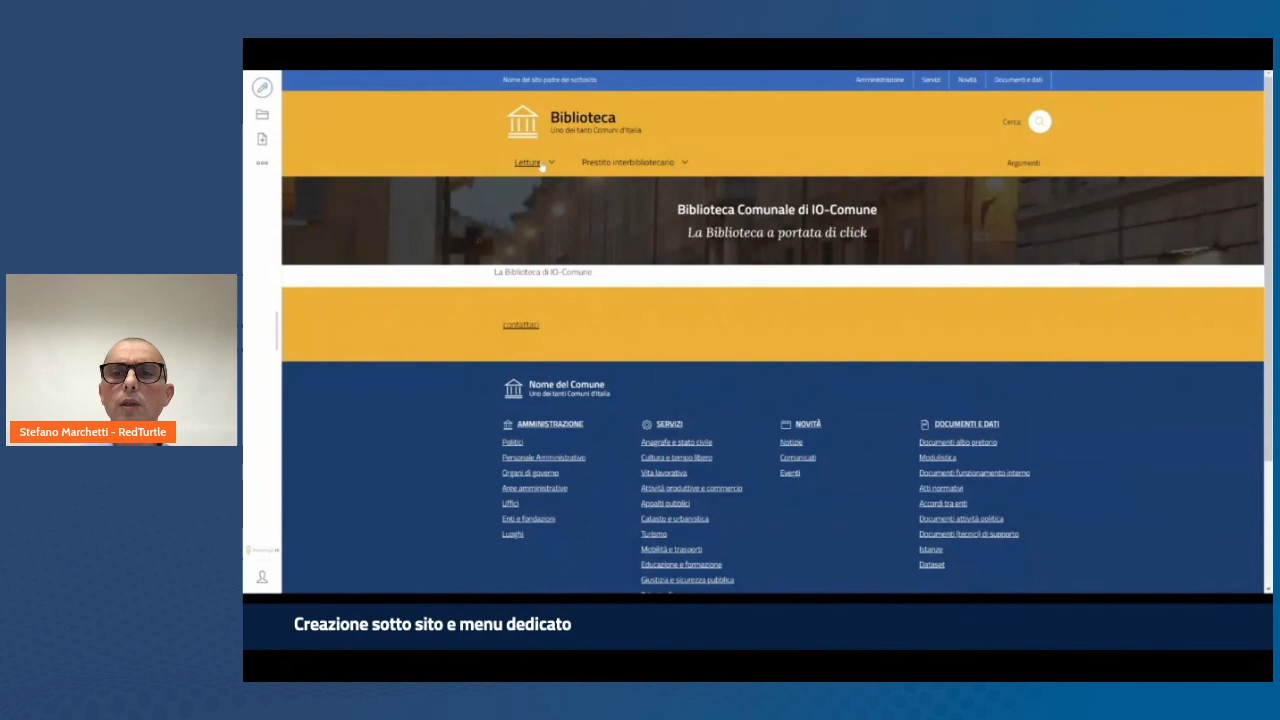 Nome del sito padre del sottosito
Amministrazione
Servizi
Novità
Documenti e dati
Biblioteca
Uno dei tanti Comuni d'Italia
Cerca
Letture
Prestito interbibliotecario
Argomenti
Biblioteca Comunale di IO-Comune
La Biblioteca a portata di click
La Biblioteca di IO-Comune
contattaci
Nome del Comune
Uno dei tanti Comuni d'Italia
AMMINISTRAZIONE
Politici
Personale Amministrativo
Organi di governo
Aree amministrative
Uffici
Enti e fondazioni
Luoghi
SERVIZI
Anagrafe e stato civile
Cultura e tempo libero
Vita lavorativa
Attività produttive e commercio
Appalti pubblici
Catasto e urbanistica
Turismo
Mobilità e trasporti
Educazione e formazione
Giustizia e sicurezza pubblica
NOVITÀ
Notizie
Comunicati
Eventi
DOCUMENTI E DATI
Documenti albo pretorio
Modulistica
Documenti funzionamento interno
Atti normativi
Accordi tra enti
Documenti attività politica
Documenti (tecnici) di supporto
Istanze
Dataset
Stefano Marchetti - RedTurtle
Creazione sotto sito e menu dedicato